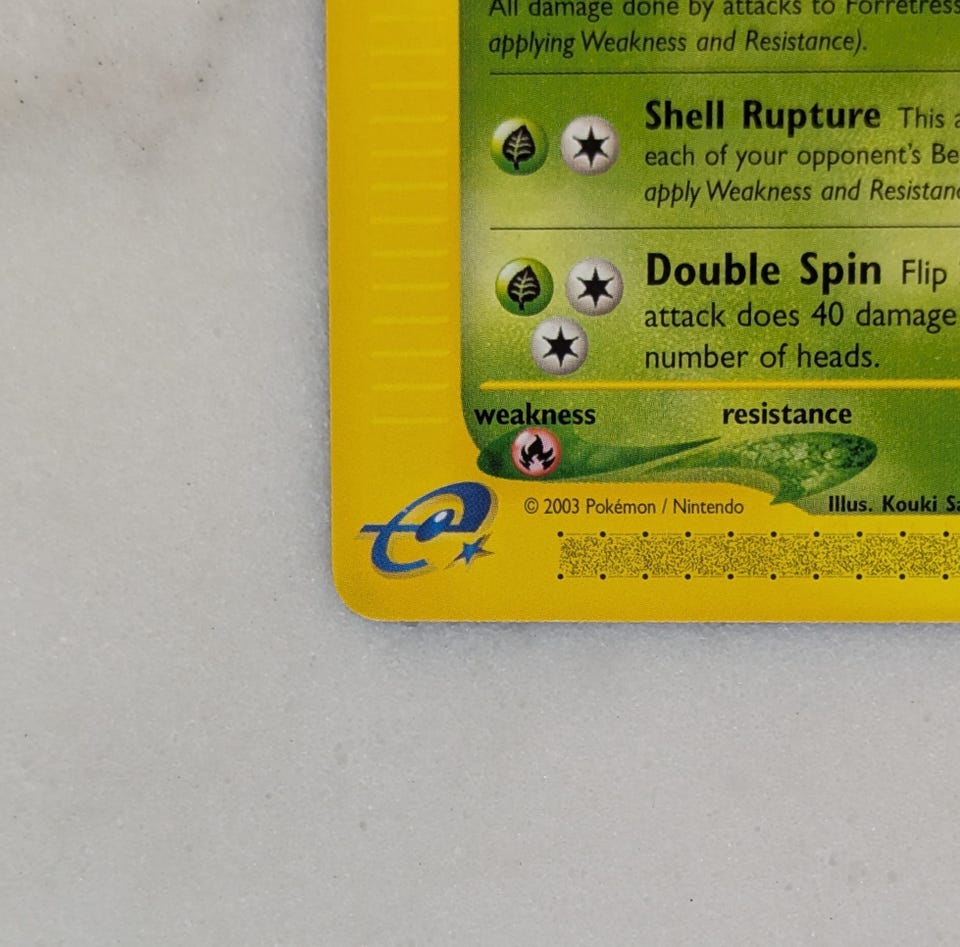 All damage done by attacks to Forretress
applying Weakness and Resistance).
Shell Rupture This
each of your opponent's
apply Weakness and
Double Spin Flip
attack does 40 damage
number of heads.
weakness resistance
© 2003 Pokémon / Nintendo Illus. Kouki